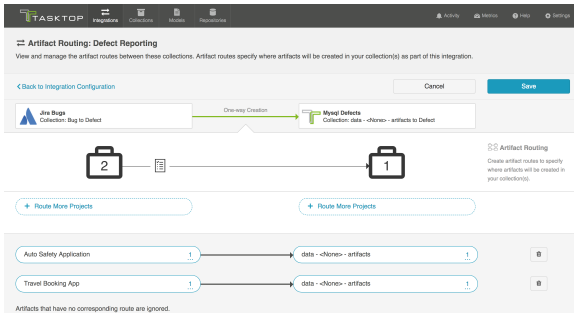 TASKTOP
Integrations
Collections
Models
Repositories
Activity
Metrics
Help
Settings
Artifact Routing: Defect Reporting
View and manage the artifact routes between these collections. Artifact routes specify where artifacts will be created in your collection(s) as part of this integration.
Back to Integration Configuration
Cancel
Save
Jira Bugs
Collection: Bug to Defect
One-way Creation
Mysql Defects
Collection: data - <None> - artifacts to Defect
2
1
Artifact Routing
Create artifact routes to specify
where artifacts will be created in
your collection(s).
+ Route More Projects
+ Route More Projects
Auto Safety Application 1
data - <None> - artifacts 1
Travel Booking App 1
data - <None> - artifacts 1
Artifacts that have no corresponding route are ignored.